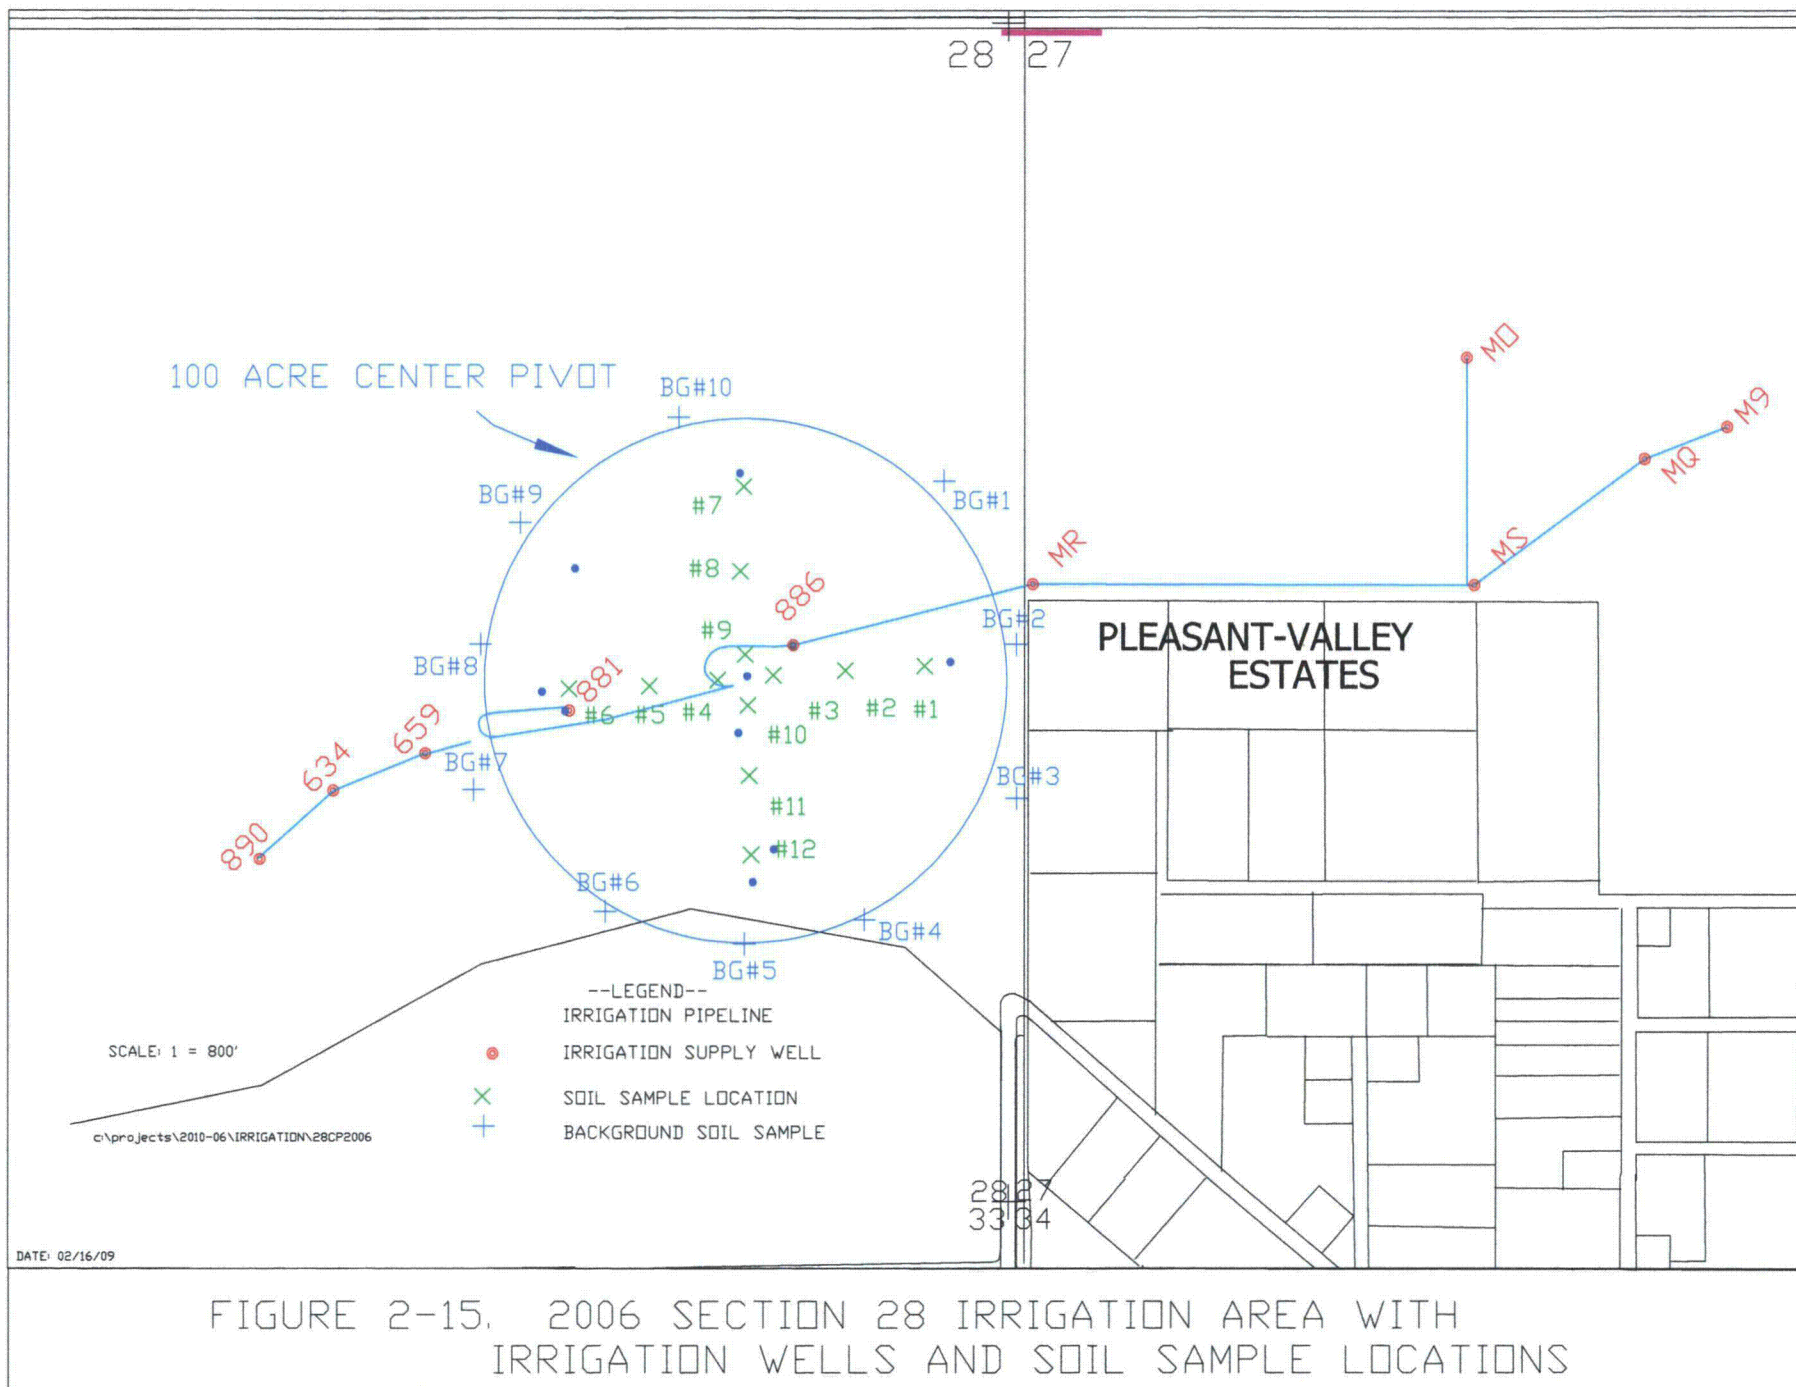 28 27
MO
100 ACRE CENTER PIVOT
BG#10
M9
MQ
BG#9
BG#1
#7
MR
MS
#8
886
BG#2
#9
PLEASANT-VALLEY
ESTATES
BG#8
881
#6 #5 #4 #3 #2 #1
659
#10
634
BG#7
BG#3
#11
890
#12
BG#6
BG#4
BG#5
--LEGEND--
IRRIGATION PIPELINE
SCALE: 1 = 800'
IRRIGATION SUPPLY WELL
SOIL SAMPLE LOCATION
c:\projects\2010-06\IRRIGATION\28CP2006
BACKGROUND SOIL SAMPLE
28 27
33 34
DATE: 02/16/09
FIGURE 2-15. 2006 SECTION 28 IRRIGATION AREA WITH
IRRIGATION WELLS AND SOIL SAMPLE LOCATIONS